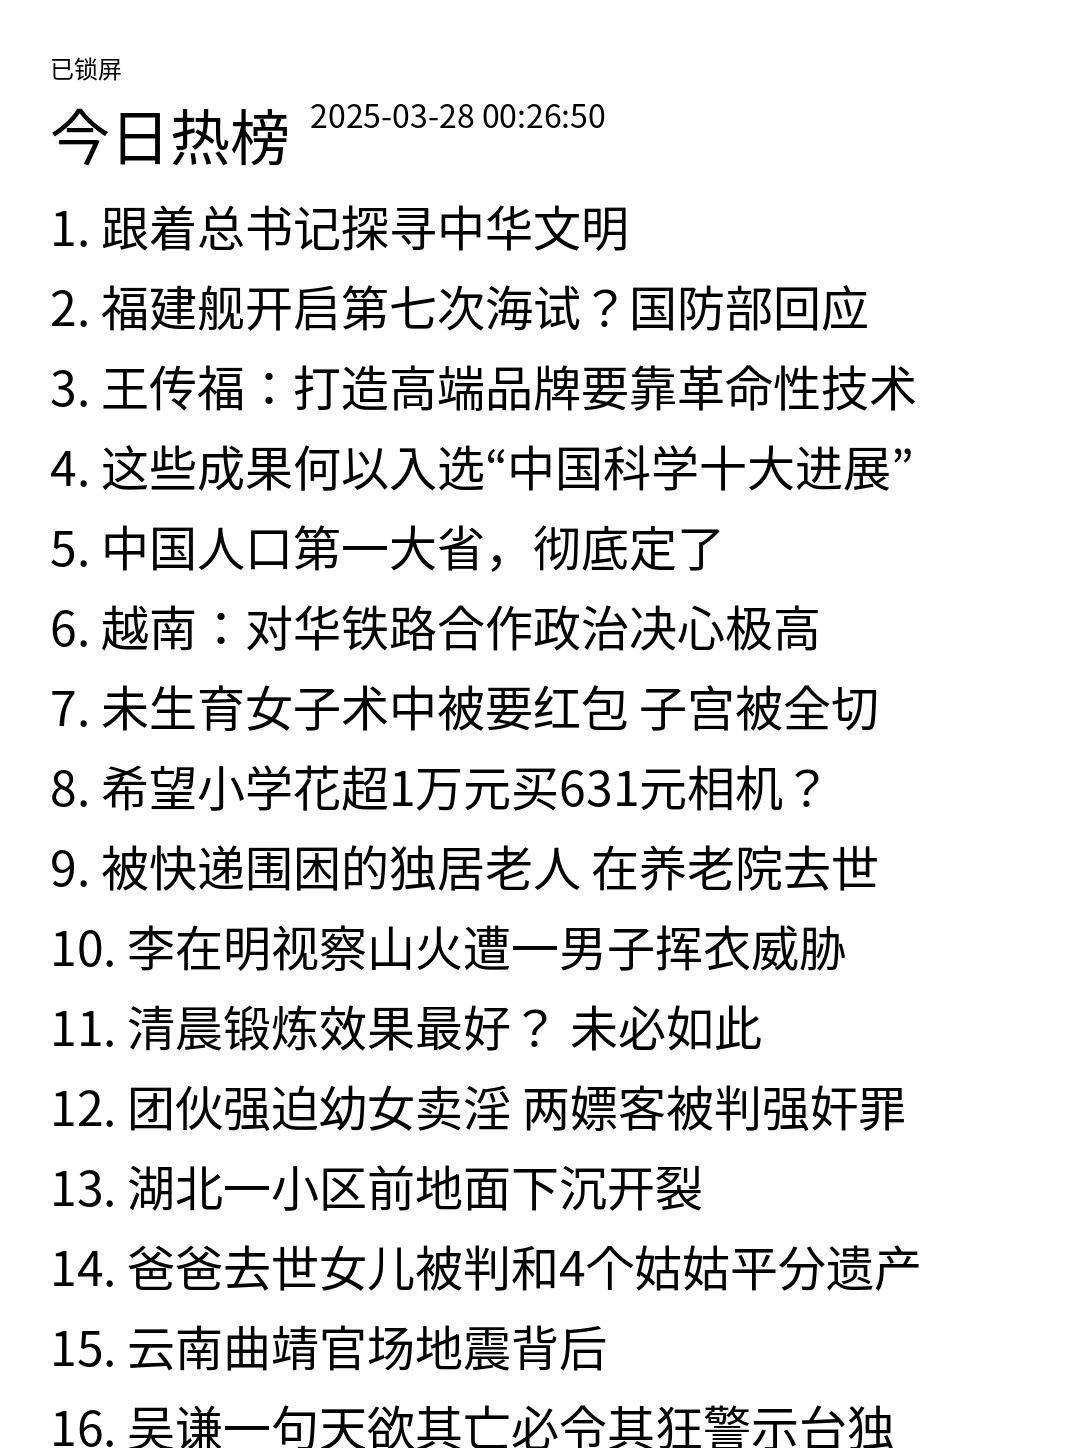 已锁屏
今日热榜 2025-03-28 00:26:50
1. 跟着总书记探寻中华文明
2. 福建舰开启第七次海试？国防部回应
3. 王传福：打造高端品牌要靠革命性技术
4. 这些成果何以入选“中国科学十大进展”
5. 中国人口第一大省，彻底定了
6. 越南：对华铁路合作政治决心极高
7. 未生育女子术中被要红包 子宫被全切
8. 希望小学花超1万元买631元相机？
9. 被快递围困的独居老人 在养老院去世
10. 李在明视察山火遭一男子挥衣威胁
11. 清晨锻炼效果最好？ 未必如此
12. 团伙强迫幼女卖淫 两嫖客被判强奸罪
13. 湖北一小区前地面下沉开裂
14. 爸爸去世女儿被判和4个姑姑平分遗产
15. 云南曲靖官场地震背后
16. 吴谦一句天欲其亡必令其狂警示台独